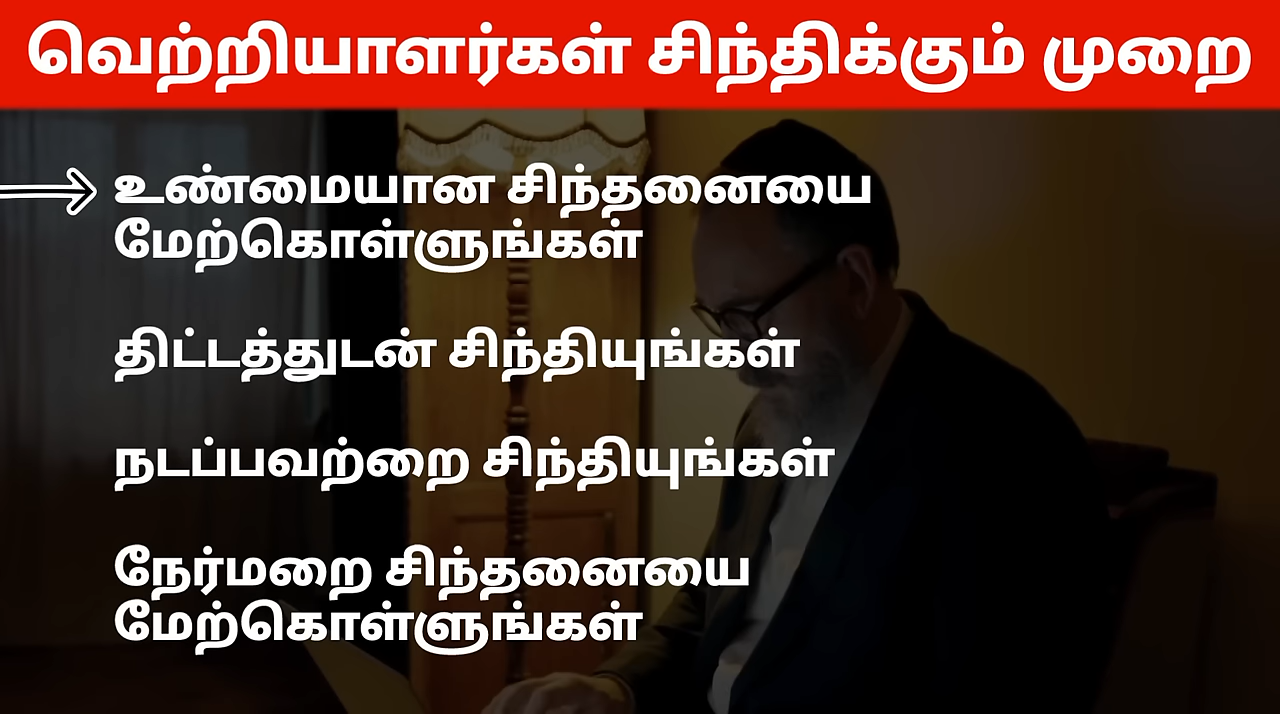 வெற்றியாளர்கள் சிந்திக்கும் முறை
உண்மையான சிந்தனையை
மேற்கொள்ளுங்கள்
திட்டத்துடன் சிந்தியுங்கள்
நடப்பவற்றை சிந்தியுங்கள்
நேர்மறை சிந்தனையை
மேற்கொள்ளுங்கள்